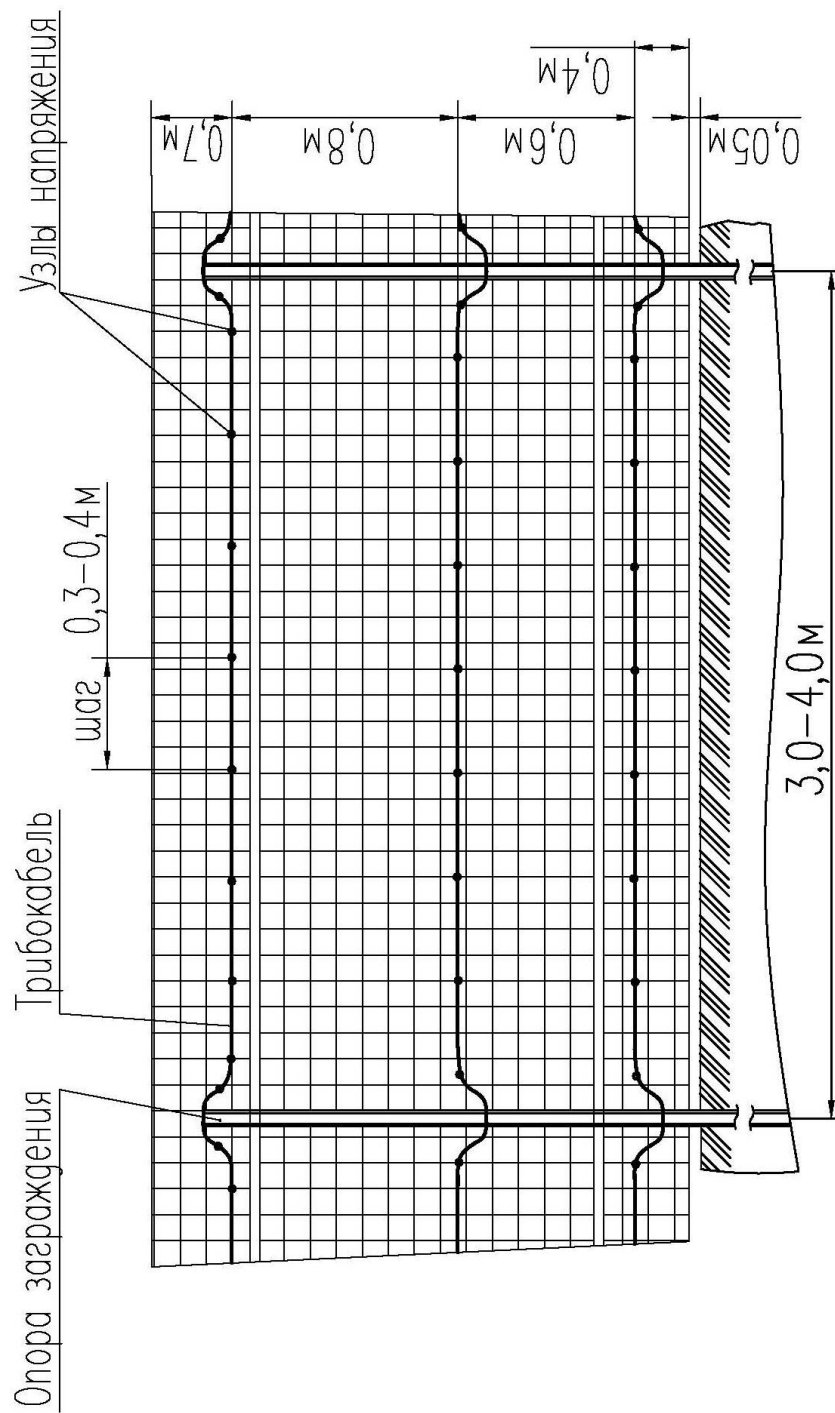 Опора заграждения
Трибокабель
Узлы напряжения
шаг 0,3-0,4м
0,7м
0,8м
0,6м
0,4м
0,05м
3,0-4,0м